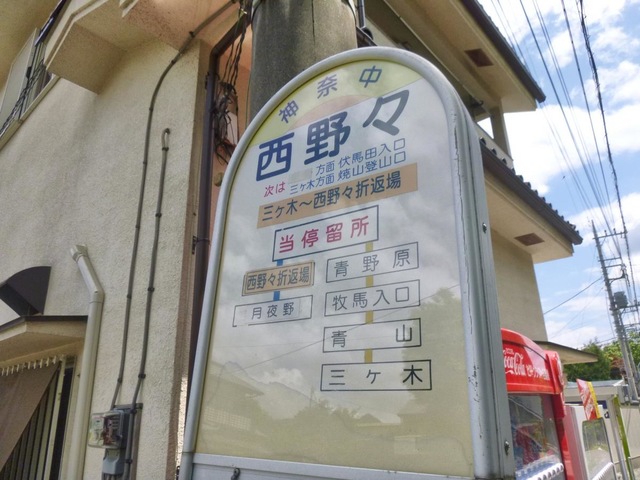 神奈中
西野々
次は
方面 伏馬田入口
三ヶ木方面 焼山登山口
三ヶ木～西野々折返場
当停留所
西野々折返場
月夜野
青野原
牧馬入口
青山
三ヶ木
Coca-Cola